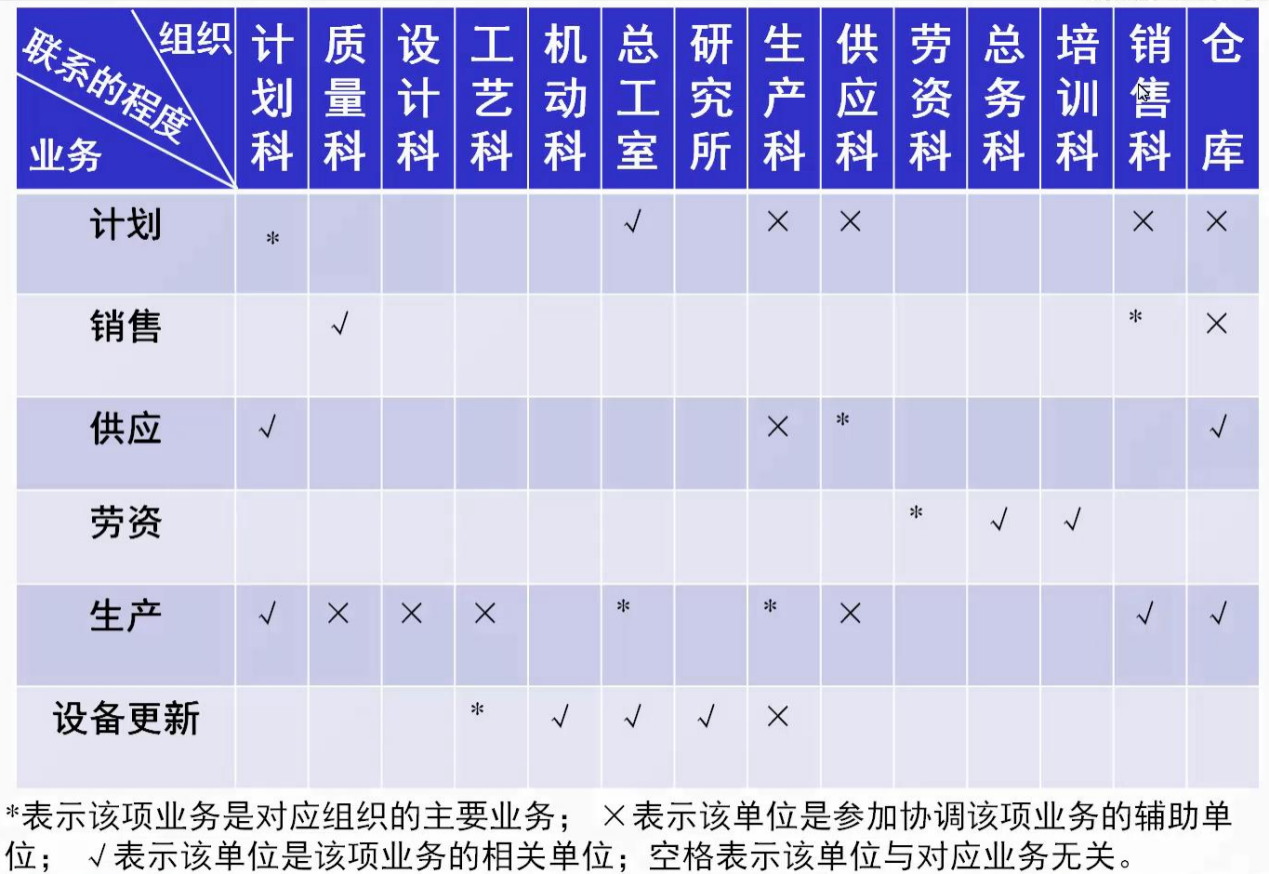 组织 联系的程度 业务 计划科 质量科 设计科 工艺科 机动科 总工室 研究所 生产科 供应科 劳资科 总务科 培训科 销售科 仓库
计划 * √ × × × ×
销售 √ * ×
供应 √ × * √
劳资 * √ √
生产 √ × × × * * × √ √
设备更新 * √ √ √ ×
*表示该项业务是对应组织的主要业务； ×表示该单位是参加协调该项业务的辅助单
位； √表示该单位是该项业务的相关单位；空格表示该单位与对应业务无关。